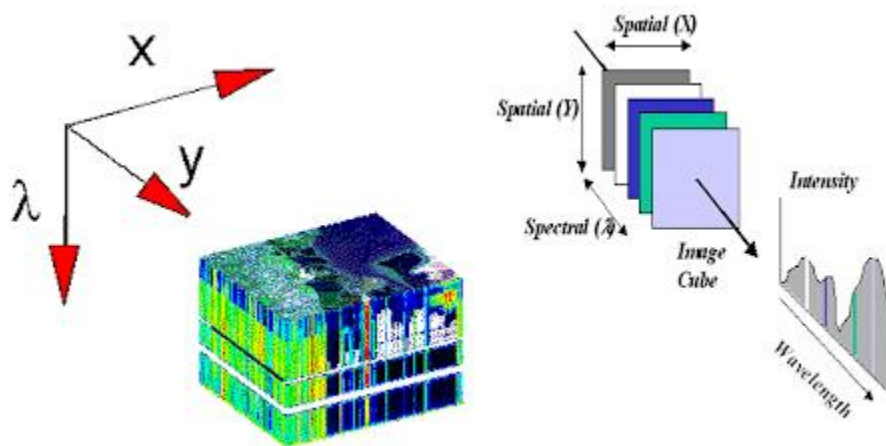 x
y
λ
Spatial (X)
Spatial (Y)
Spectral (λ)
Image
Cube
Intensity
Wavelength